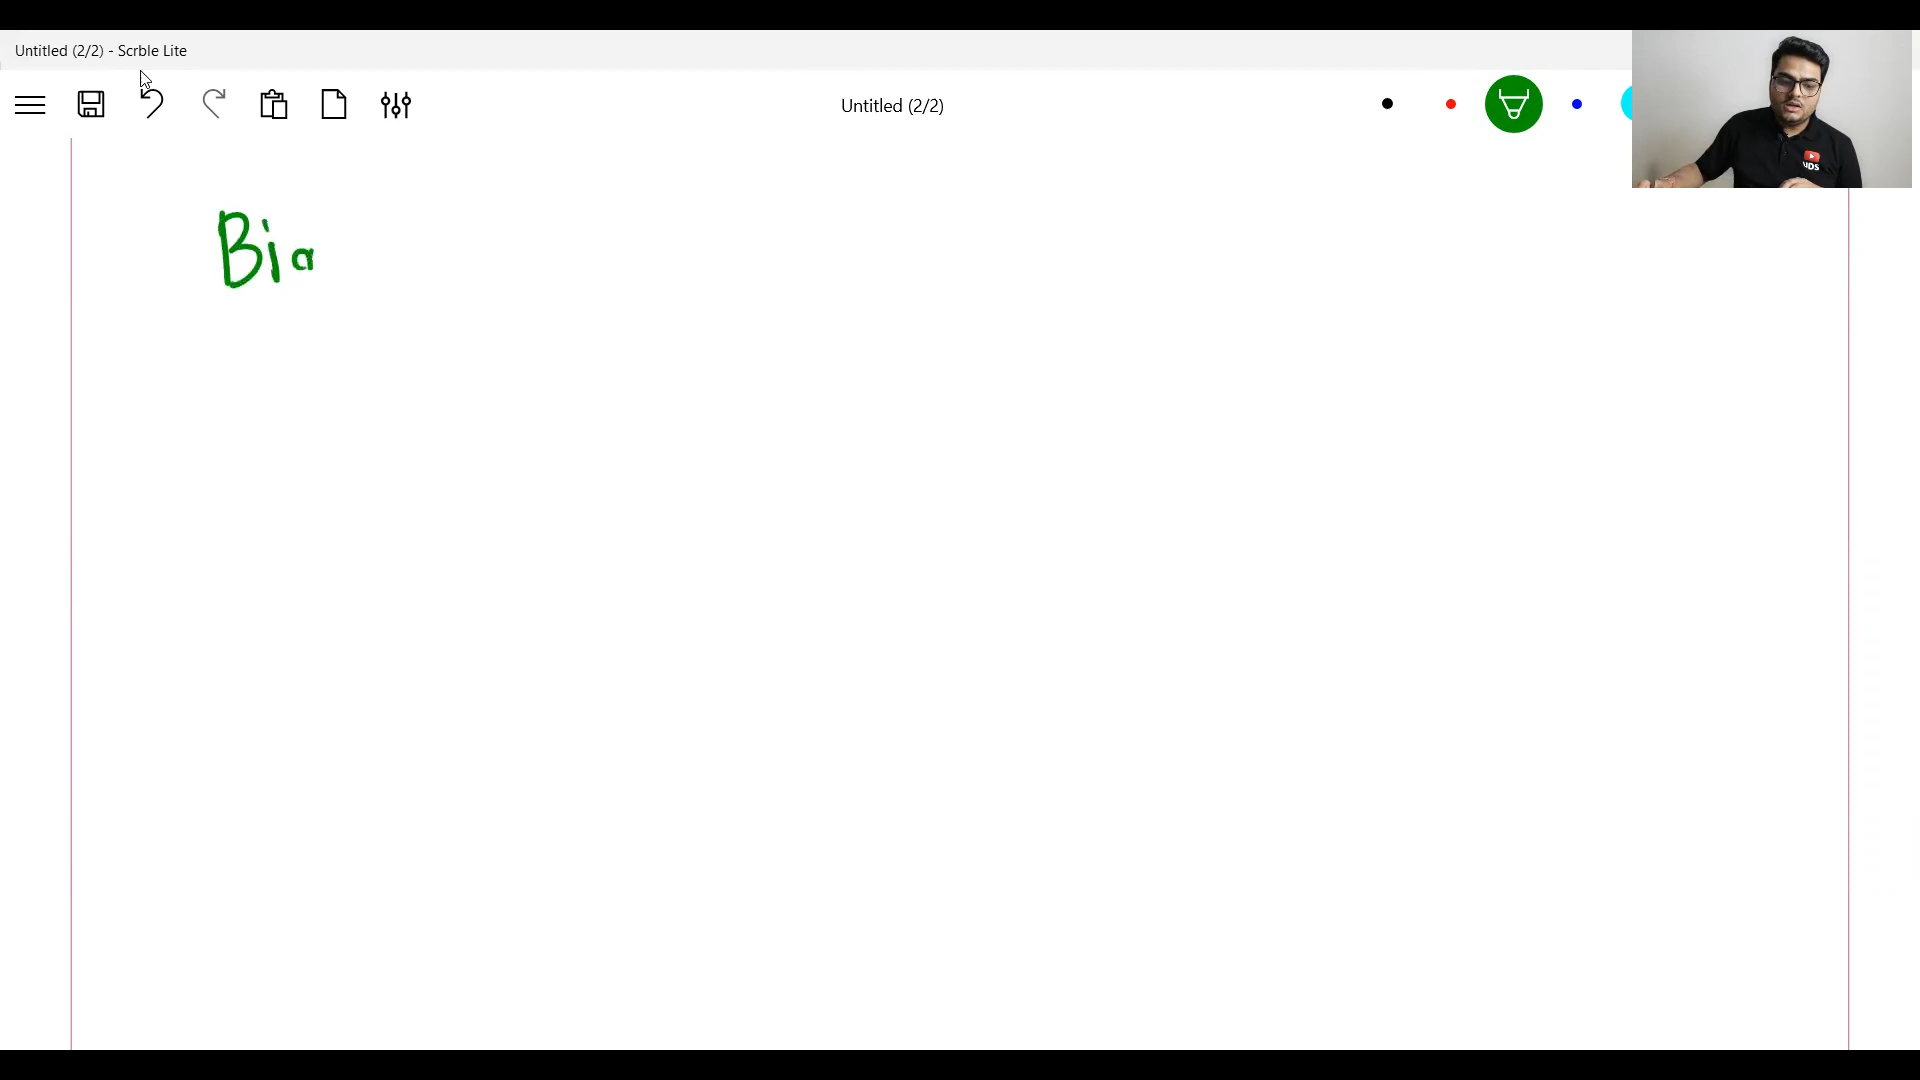 Untitled (2/2) - Scrble Lite
Untitled (2/2)
Bia